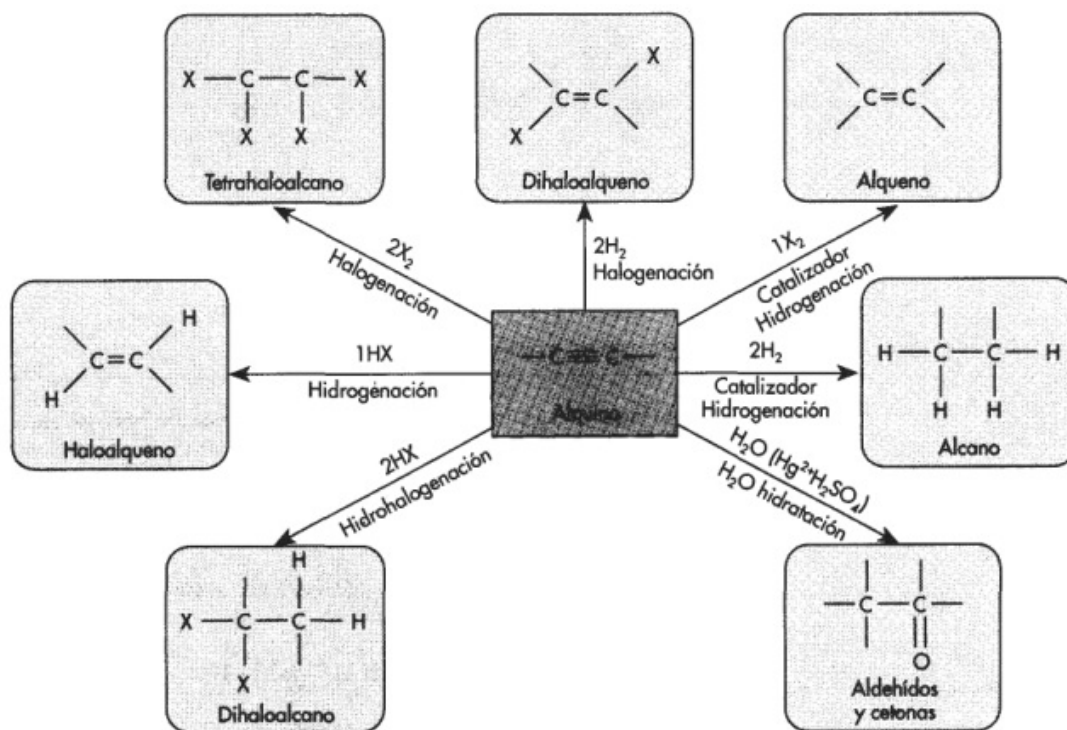 X — C — C — X
X X
Tetrahaloalcano
X
C = C
X
Dihaloalqueno
C = C
Alqueno
2X₂
Halogenación
2H₂
Halogenación
1X₂
Catalizador
Hidrogenación
H
C = C
H
Haloalqueno
1HX
Hidrogenación
— C ≡ C —
Alquino
2H₂
Catalizador
Hidrogenación
H — C — C — H
H H
Alcano
2HX
Hidrohalogenación
H₂O (Hg²⁺H₂SO₄)
H₂O hidratación
H
X — C — C — H
X
Dihaloalcano
— C — C —
O
Aldehídos
y cetonas